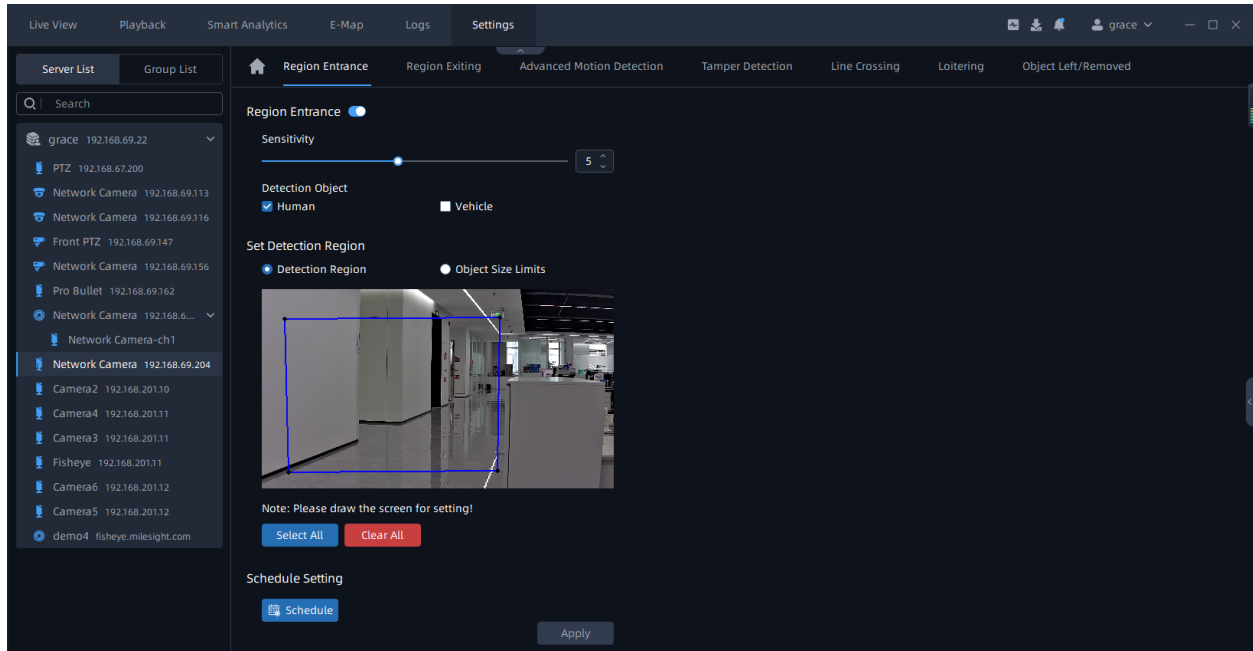 Live View Playback Smart Analytics E-Map Logs Settings grace
Server List Group List
Search
grace 192.168.69.22
PTZ 192.168.67.200
Network Camera 192.168.69.113
Network Camera 192.168.69.116
Front PTZ 192.168.69.147
Network Camera 192.168.69.156
Pro Bullet 192.168.69.162
Network Camera 192.168.6...
Network Camera-ch1
Network Camera 192.168.69.204
Camera2 192.168.201.10
Camera4 192.168.201.11
Camera3 192.168.201.11
Fisheye 192.168.201.11
Camera6 192.168.201.12
Camera5 192.168.201.12
demo4 fisheye.milesight.com
Region Entrance Region Exiting Advanced Motion Detection Tamper Detection Line Crossing Loitering Object Left/Removed
Region Entrance
Sensitivity
5
Detection Object
Human Vehicle
Set Detection Region
Detection Region Object Size Limits
Note: Please draw the screen for setting!
Select All Clear All
Schedule Setting
Schedule
Apply